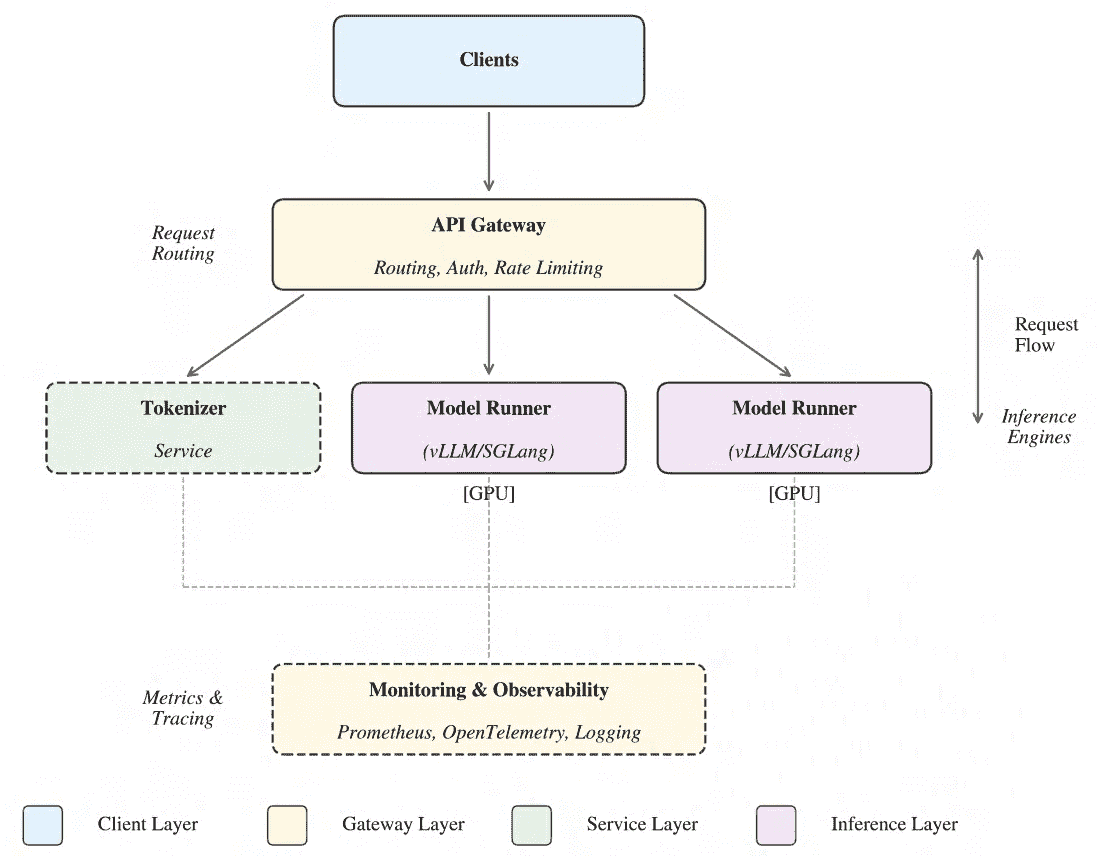 Clients
API Gateway
Routing, Auth, Rate Limiting
Request
Routing
Request
Flow
Tokenizer
Service
Model Runner
(vLLM/SGLang)
[GPU]
Model Runner
(vLLM/SGLang)
[GPU]
Inference
Engines
Monitoring & Observability
Prometheus, OpenTelemetry, Logging
Metrics &
Tracing
Client Layer
Gateway Layer
Service Layer
Inference Layer